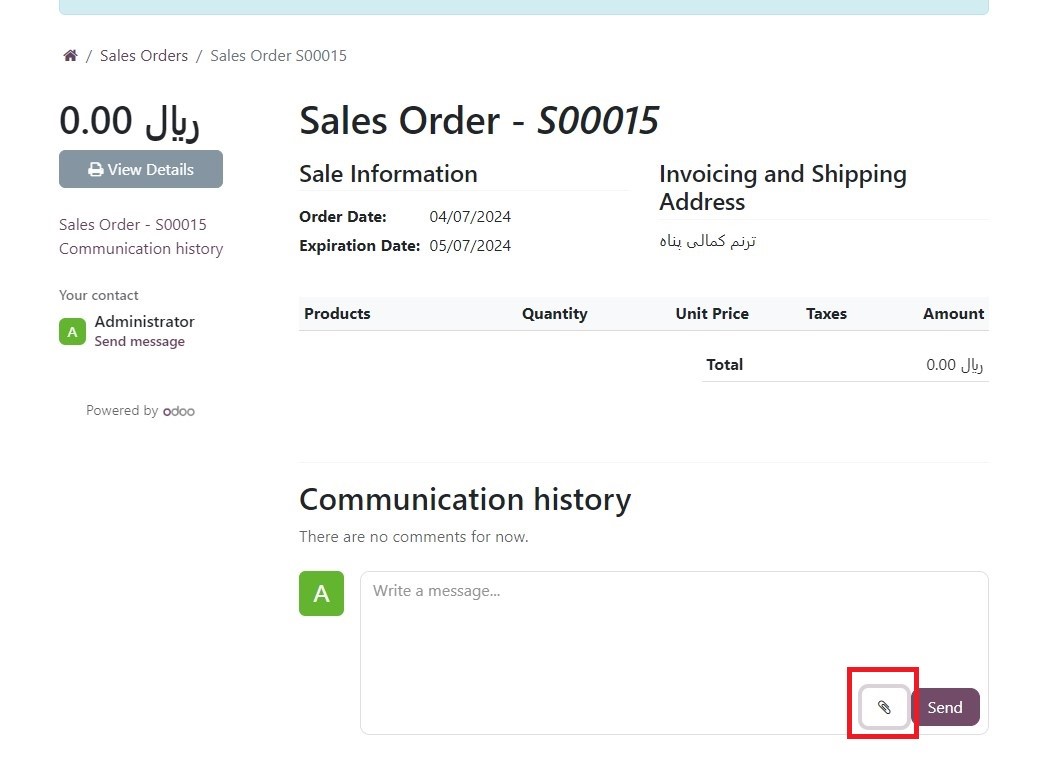 / Sales Orders / Sales Order S00015
0.00 ریال
View Details
Sales Order - S00015
Communication history
Your contact
A
Administrator
Send message
Powered by odoo
Sales Order - S00015
Sale Information
Order Date: 04/07/2024
Expiration Date: 05/07/2024
Invoicing and Shipping
Address
ترنم کمالی پناه
Products Quantity Unit Price Taxes Amount
Total 0.00 ریال
Communication history
There are no comments for now.
A
Write a message...
Send